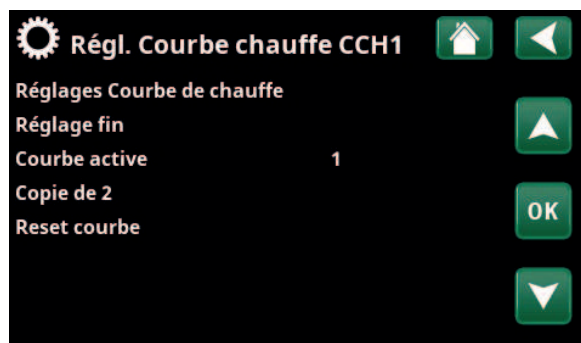 Régl. Courbe chauffe CCH1
Réglages Courbe de chauffe
Réglage fin
Courbe active 1
Copie de 2
Reset courbe
OK